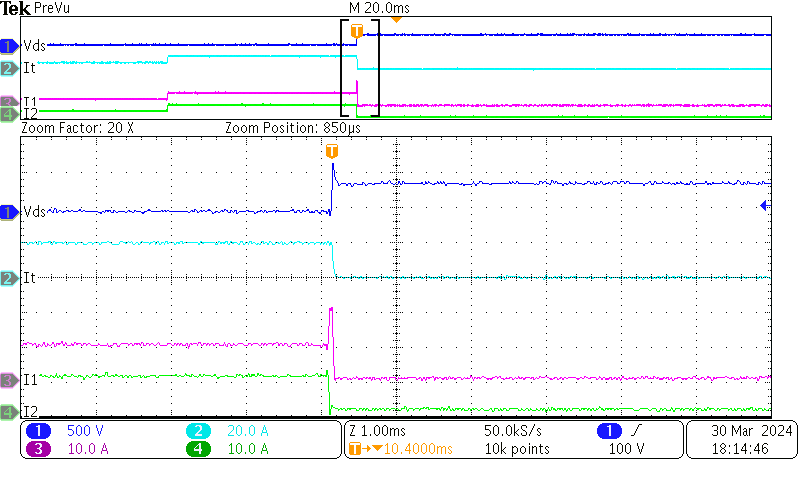 Tek PreVu M 20.0ms
T
1 Vds
2 It
3 I1
4 I2
Zoom Factor: 20 X Zoom Position: 850µs
T
1 Vds
2 It
3 I1
4 I2
1 500 V 2 20.0 A Z 1.00ms 50.0kS/s 1 30 Mar 2024
3 10.0 A 4 10.0 A T→▼10.4000ms 10k points 100 V 18:14:46